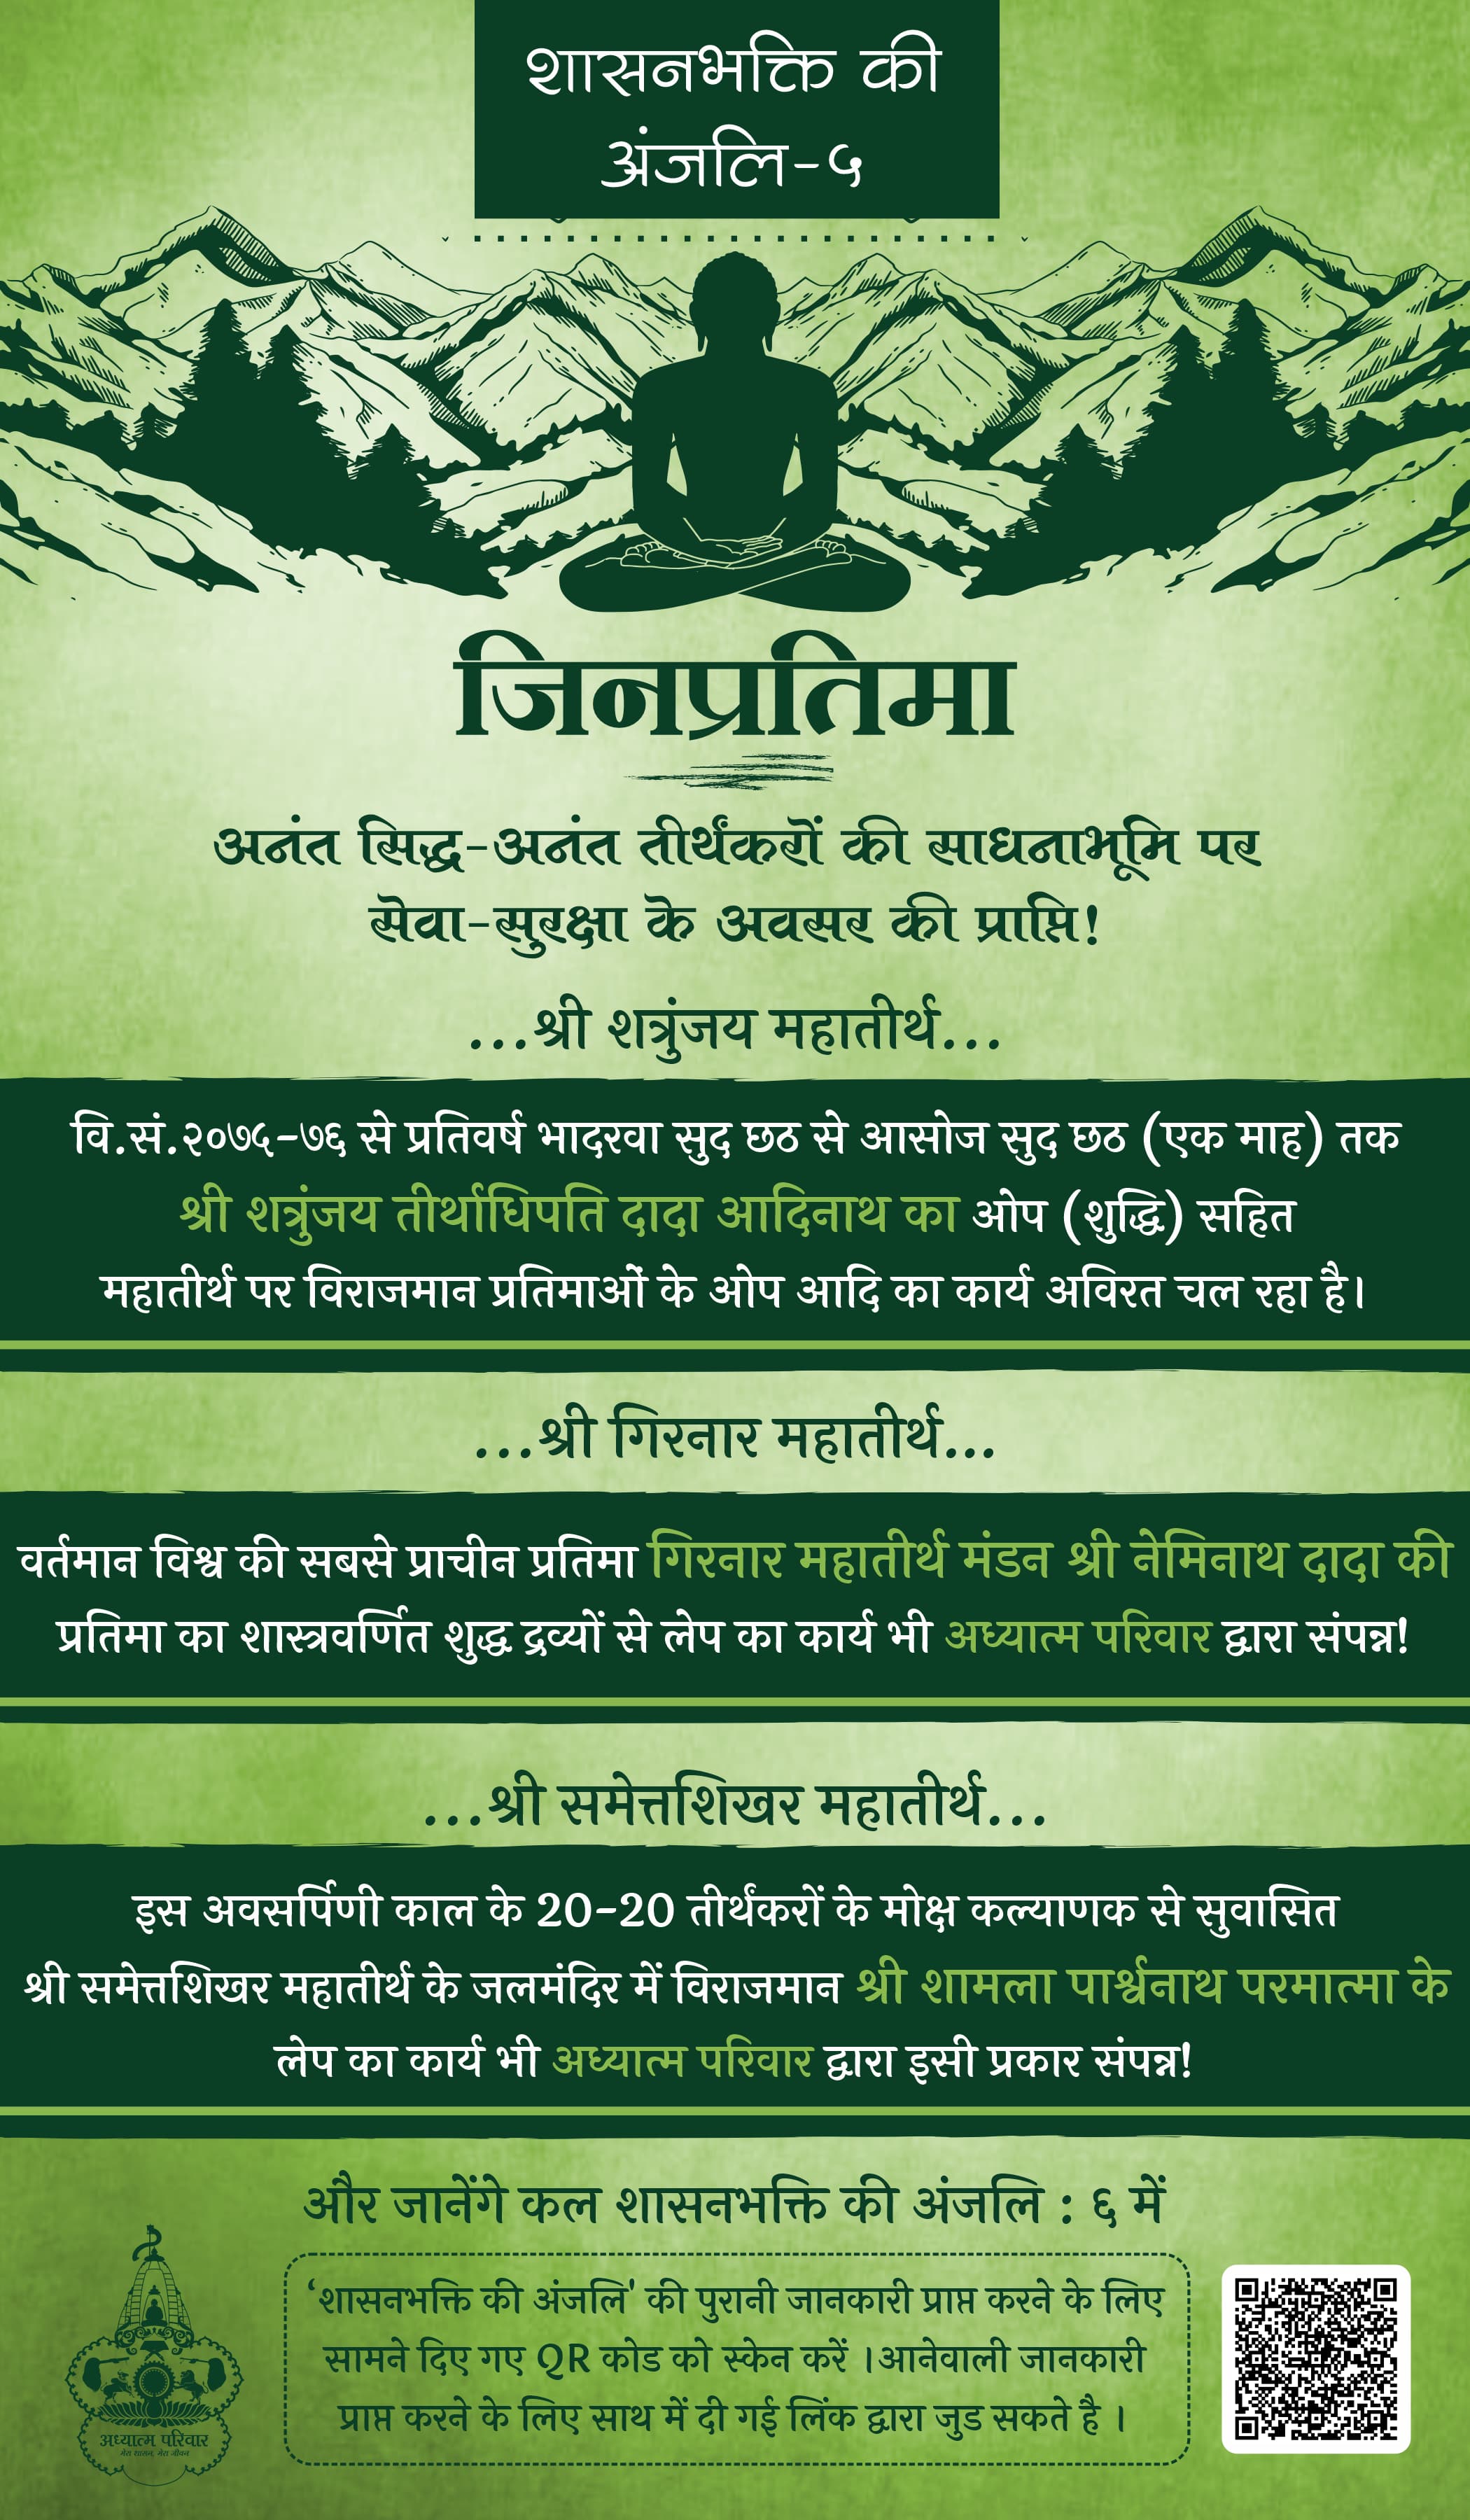 शासनभक्ति की
अंजलि-५
जिनप्रतिमा
अनंत सिद्ध-अनंत तीर्थंकरों की साधनाभूमि पर
सेवा-सुरक्षा के अवसर की प्राप्ति!
...श्री शत्रुंजय महातीर्थ...
वि.सं.२०७५-७६ से प्रतिवर्ष भादरवा सुद छठ से आसोज सुद छठ (एक माह) तक
श्री शत्रुंजय तीर्थाधिपति दादा आदिनाथ का ओप (शुद्धि) सहित
महातीर्थ पर विराजमान प्रतिमाओं के ओप आदि का कार्य अविरत चल रहा है।
...श्री गिरनार महातीर्थ...
वर्तमान विश्व की सबसे प्राचीन प्रतिमा गिरनार महातीर्थ मंडन श्री नेमिनाथ दादा की
प्रतिमा का शास्त्रवर्णित शुद्ध द्रव्यों से लेप का कार्य भी अध्यात्म परिवार द्वारा संपन्न!
...श्री समेत्तशिखर महातीर्थ...
इस अवसर्पिणी काल के 20-20 तीर्थंकरों के मोक्ष कल्याणक से सुवासित
श्री समेत्तशिखर महातीर्थ के जलमंदिर में विराजमान श्री शामला पार्श्वनाथ परमात्मा के
लेप का कार्य भी अध्यात्म परिवार द्वारा इसी प्रकार संपन्न!
और जानेंगे कल शासनभक्ति की अंजलि : ६ में
‘शासनभक्ति की अंजलि' की पुरानी जानकारी प्राप्त करने के लिए
सामने दिए गए QR कोड को स्केन करें ।आनेवाली जानकारी
प्राप्त करने के लिए साथ में दी गई लिंक द्वारा जुड सकते है ।
अध्यात्म परिवार
मेरा शासन, मेरा जीवन